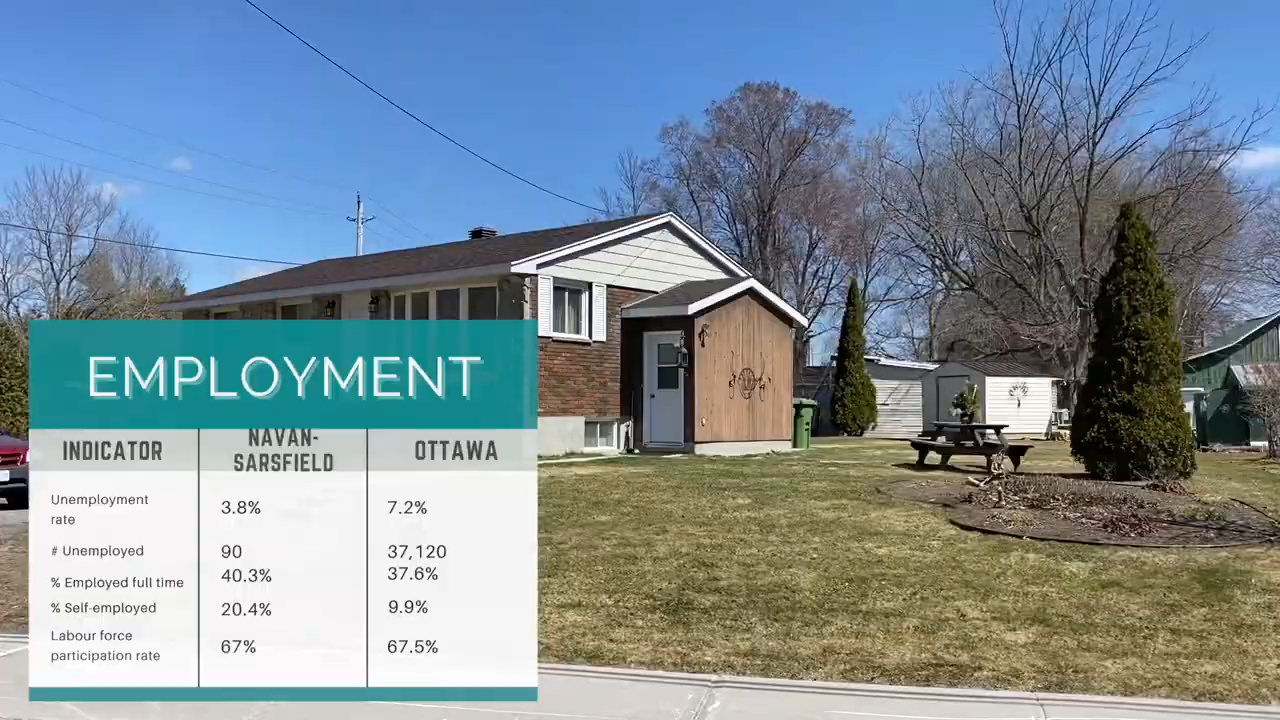 EMPLOYMENT
INDICATOR
NAVAN-
SARSFIELD
OTTAWA
Unemployment
rate
3.8%
7.2%
# Unemployed
90
37,120
% Employed full time
40.3%
37.6%
% Self-employed
20.4%
9.9%
Labour force
participation rate
67%
67.5%